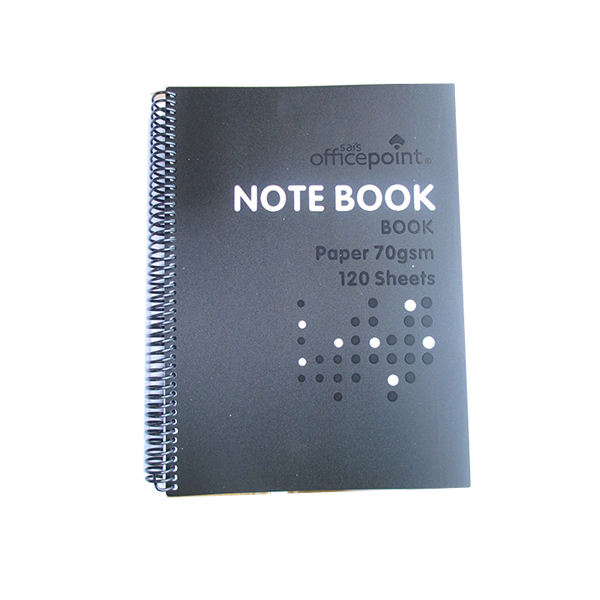 sais
officepoint®
NOTE BOOK
BOOK
Paper 70gsm
120 Sheets